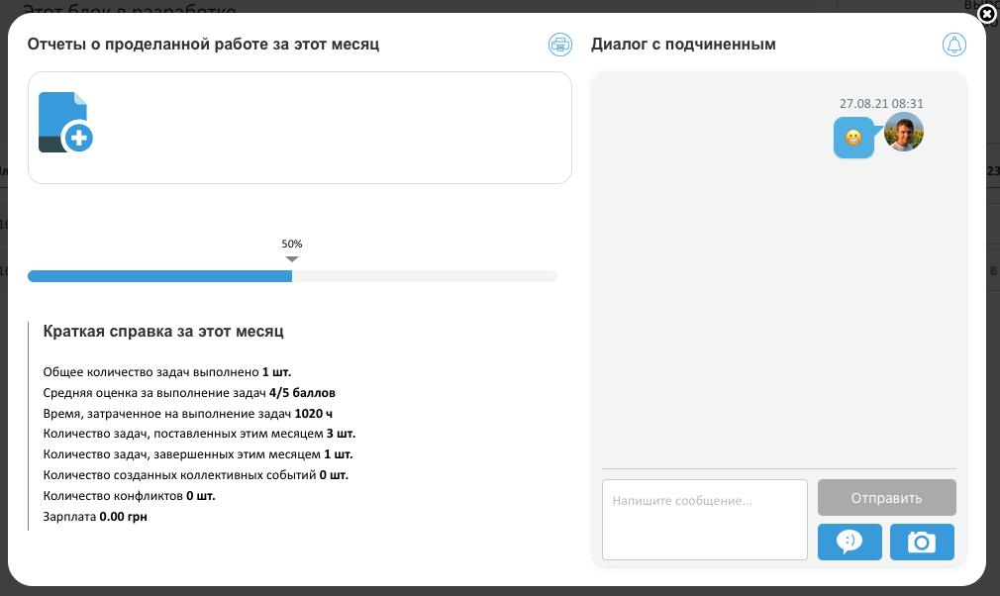 Этот блок в разработке
Отчеты о проделанной работе за этот месяц
Диалог с подчиненным
27.08.21 08:31
50%
Краткая справка за этот месяц
Общее количество задач выполнено 1 шт.
Средняя оценка за выполнение задач 4/5 баллов
Время, затраченное на выполнение задач 1020 ч
Количество задач, поставленных этим месяцем 3 шт.
Количество задач, завершенных этим месяцем 1 шт.
Количество созданных коллективных событий 0 шт.
Количество конфликтов 0 шт.
Зарплата 0.00 грн
Напишите сообщение...
Отправить
:)